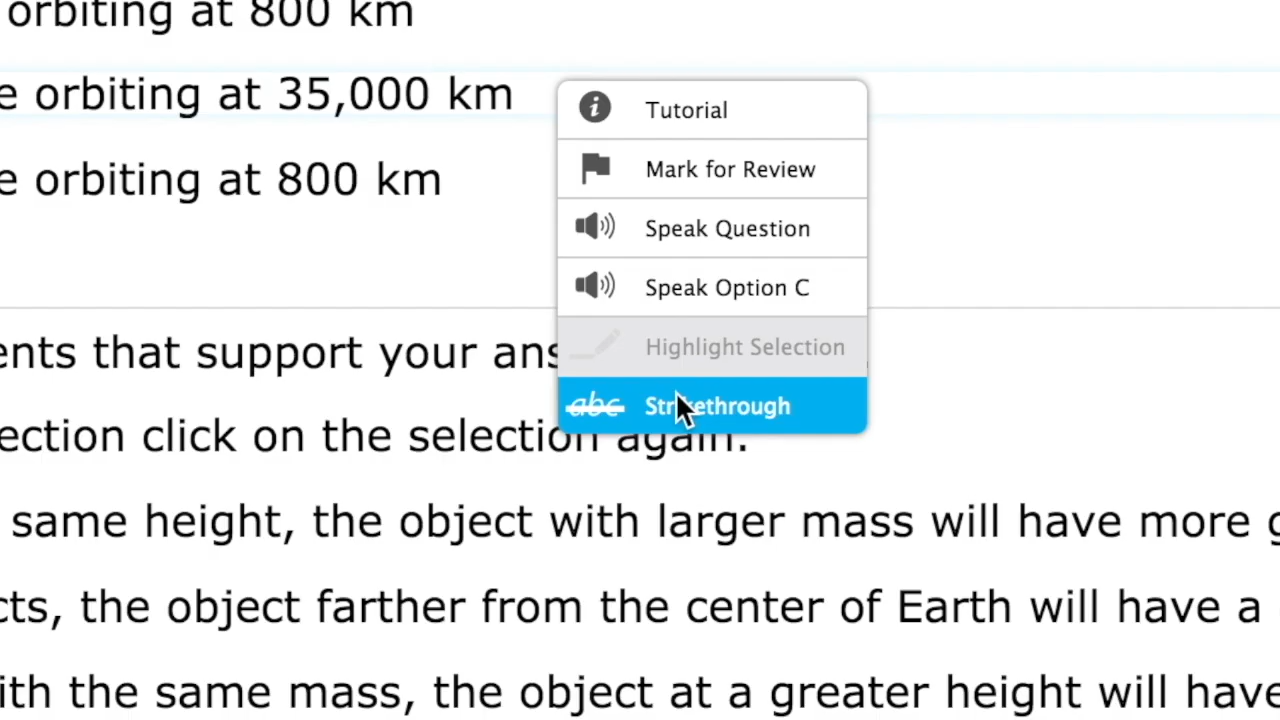 orbiting at 800 km
e orbiting at 35,000 km
e orbiting at 800 km
Tutorial
Mark for Review
Speak Question
Speak Option C
Highlight Selection
abc Strikethrough
ents that support your ans
ection click on the selection again.
same height, the object with larger mass will have more g
cts, the object farther from the center of Earth will have a
ith the same mass, the object at a greater height will have